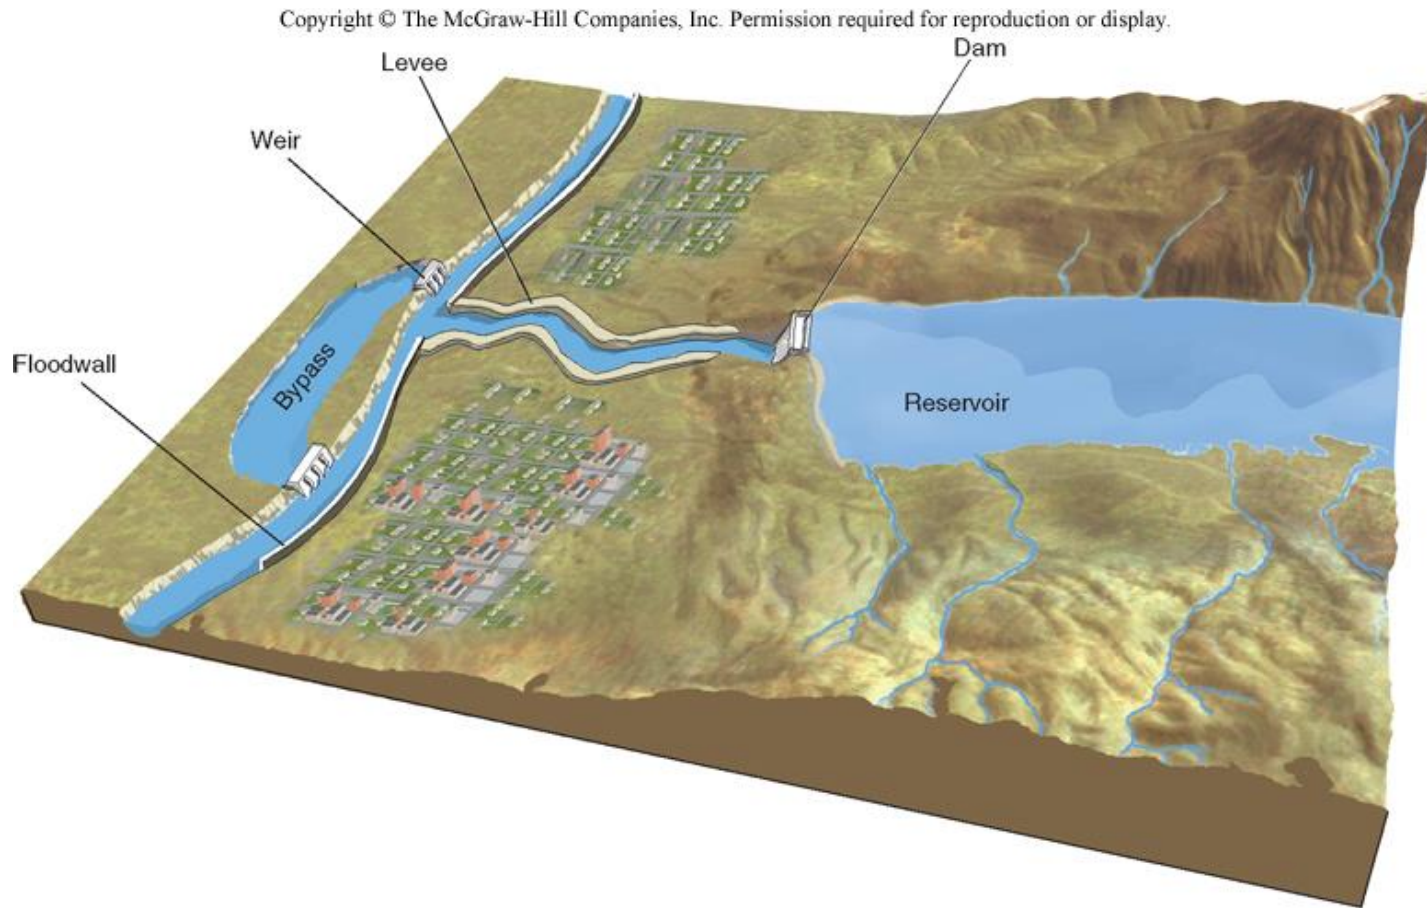 Copyright © The McGraw-Hill Companies, Inc. Permission required for reproduction or display.
Dam
Levee
Weir
Floodwall
Bypass
Reservoir